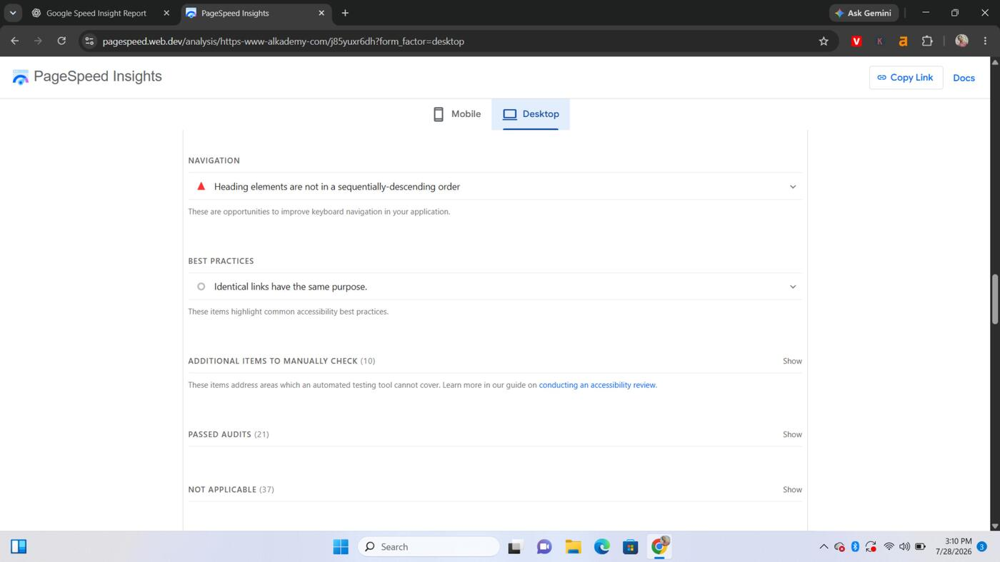 Google Speed Insight Report
PageSpeed Insights
Ask Gemini
pagespeed.web.dev/analysis/https-www-alkademy-com/j85yuxr6dh?form_factor=desktop
V
K
a
PageSpeed Insights
Copy Link
Docs
Mobile
Desktop
NAVIGATION
Heading elements are not in a sequentially-descending order
These are opportunities to improve keyboard navigation in your application.
BEST PRACTICES
Identical links have the same purpose.
These items highlight common accessibility best practices.
ADDITIONAL ITEMS TO MANUALLY CHECK (10)
Show
These items address areas which an automated testing tool cannot cover. Learn more in our guide on conducting an accessibility review.
PASSED AUDITS (21)
Show
NOT APPLICABLE (37)
Show
Search
3:10 PM
7/28/2026
3